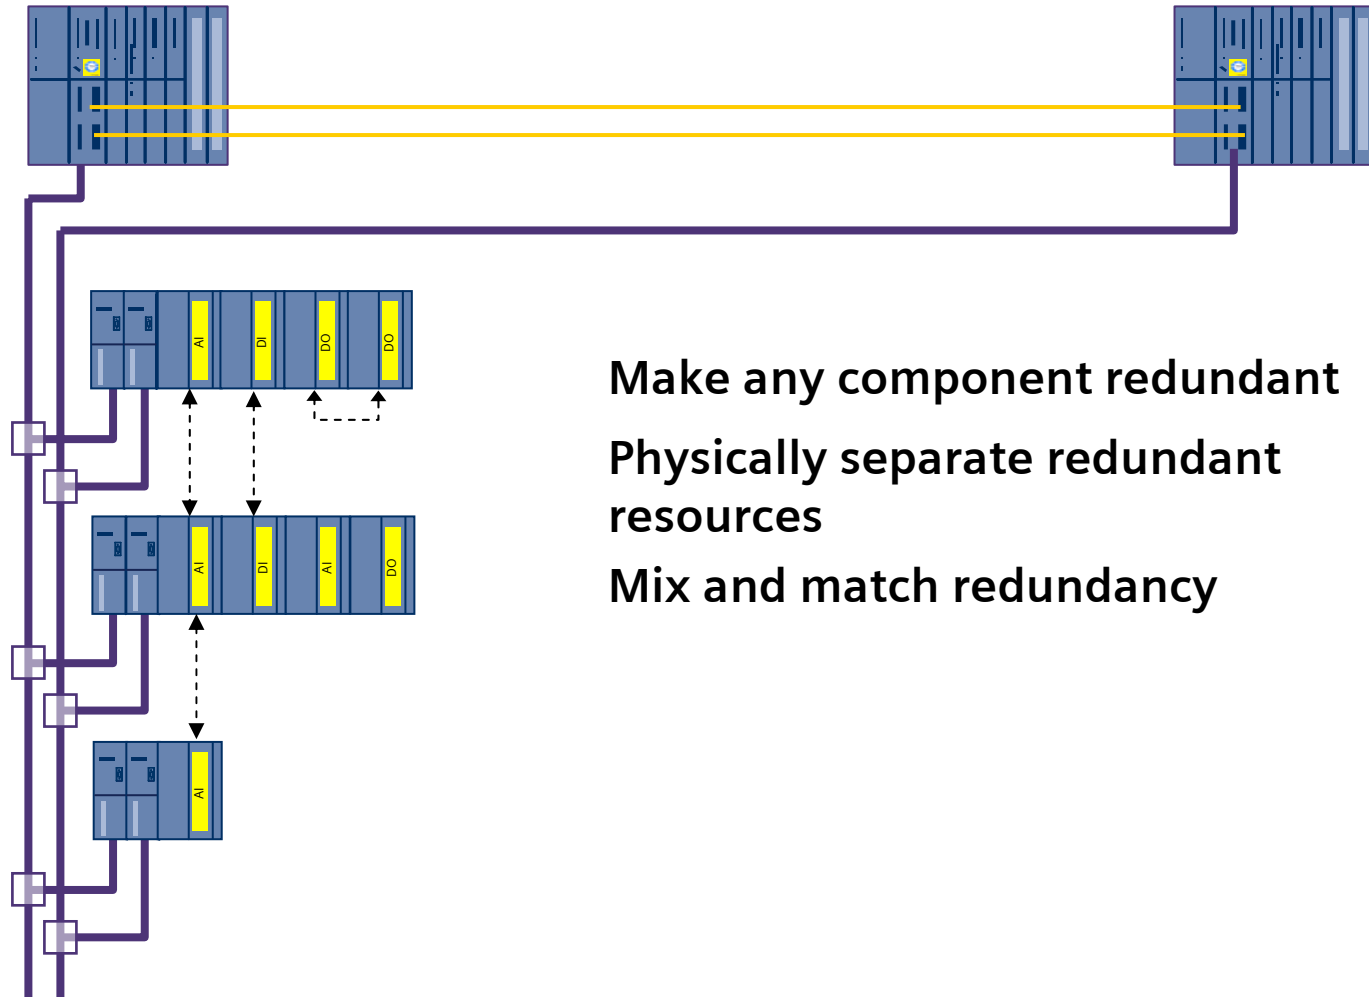 AI
DI
DO
DO
Make any component redundant
Physically separate redundant
resources
Mix and match redundancy
AI
DI
AI
DO
AI